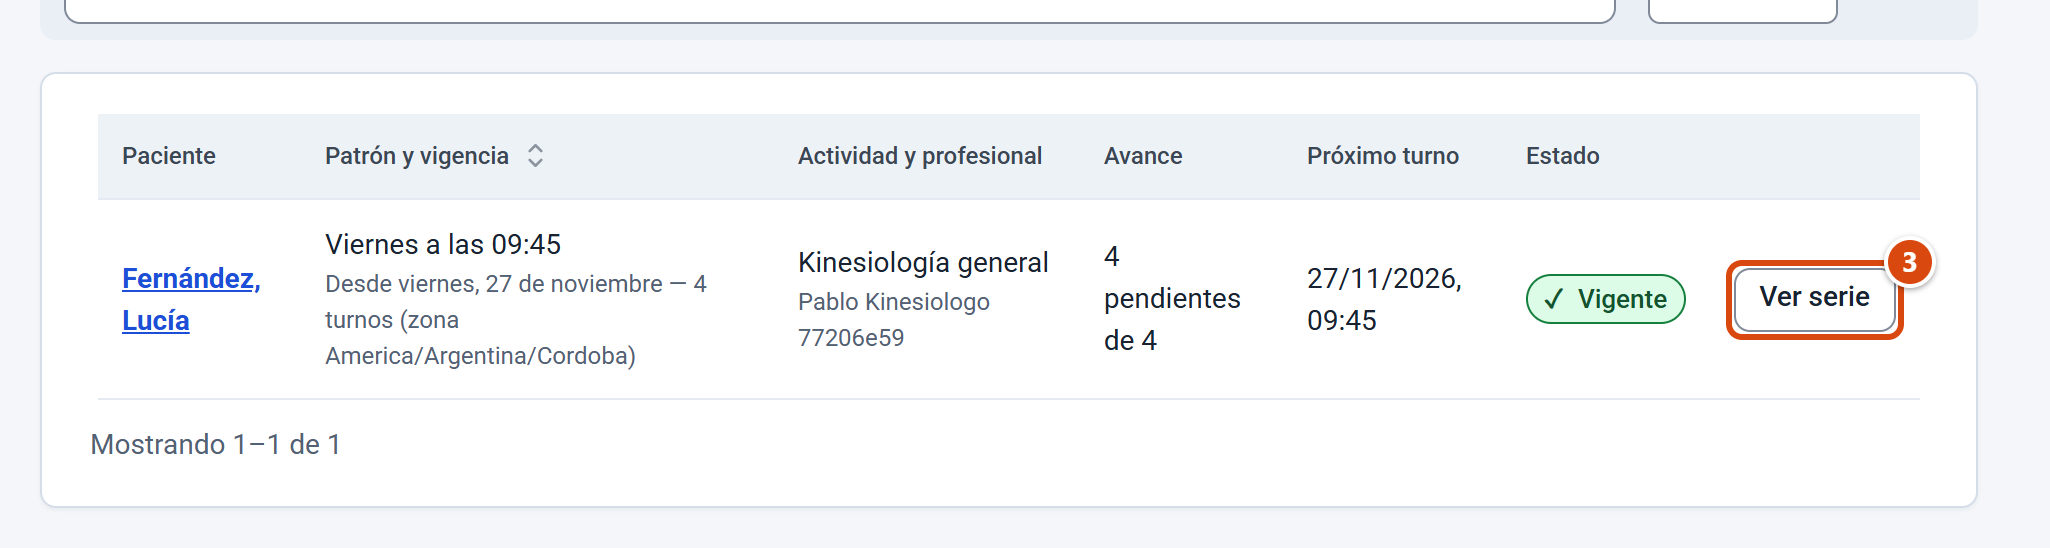 Paciente
Patrón y vigencia
Actividad y profesional
Avance
Próximo turno
Estado
Fernández,
Lucía
Viernes a las 09:45
Desde viernes, 27 de noviembre — 4
turnos (zona
America/Argentina/Cordoba)
Kinesiología general
Pablo Kinesiologo
77206e59
4
pendientes
de 4
27/11/2026,
09:45
✓ Vigente
Ver serie
3
Mostrando 1–1 de 1